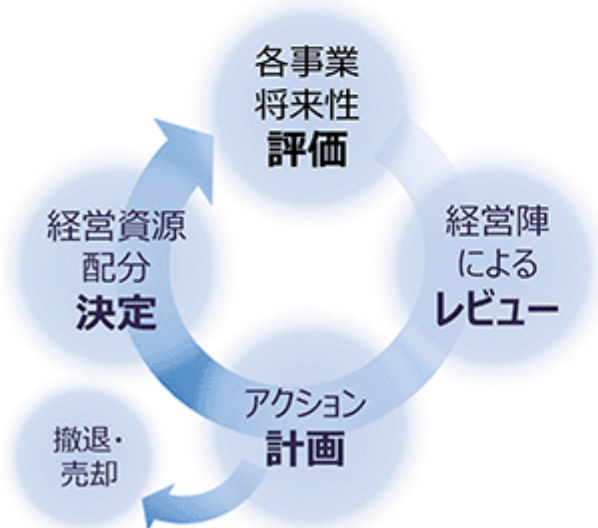 各事業
将来性
評価
経営陣
による
レビュー
アクション
計画
撤退・
売却
経営資源
配分
決定